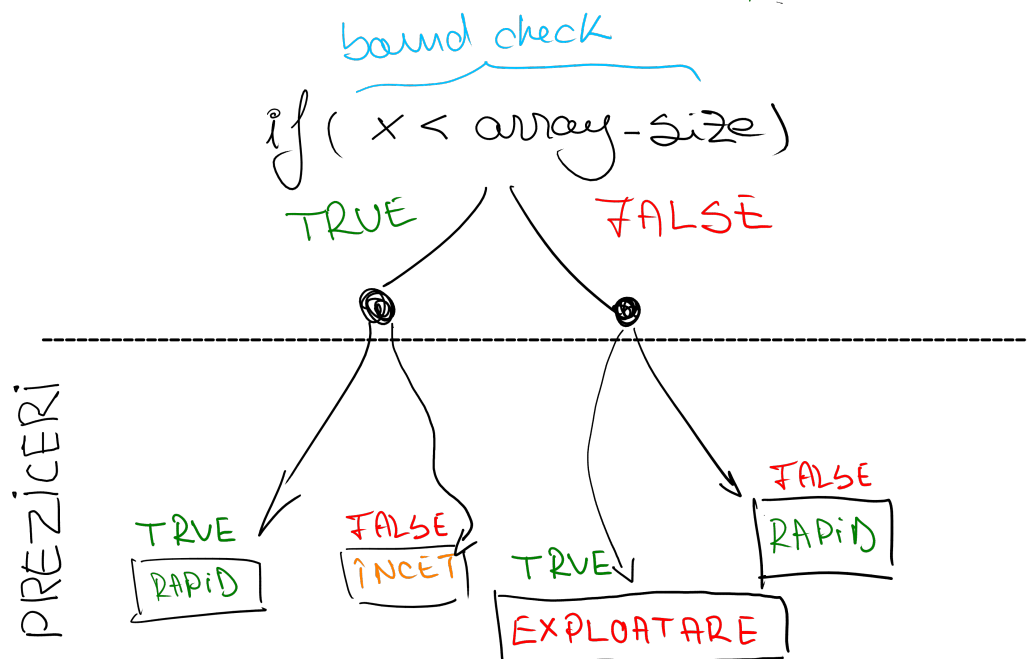 bound check
if( x < array-size)
TRUE
FALSE
PREZICERI
TRUE
RAPID
FALSE
ÎNCET
TRUE
EXPLOATARE
FALSE
RAPID